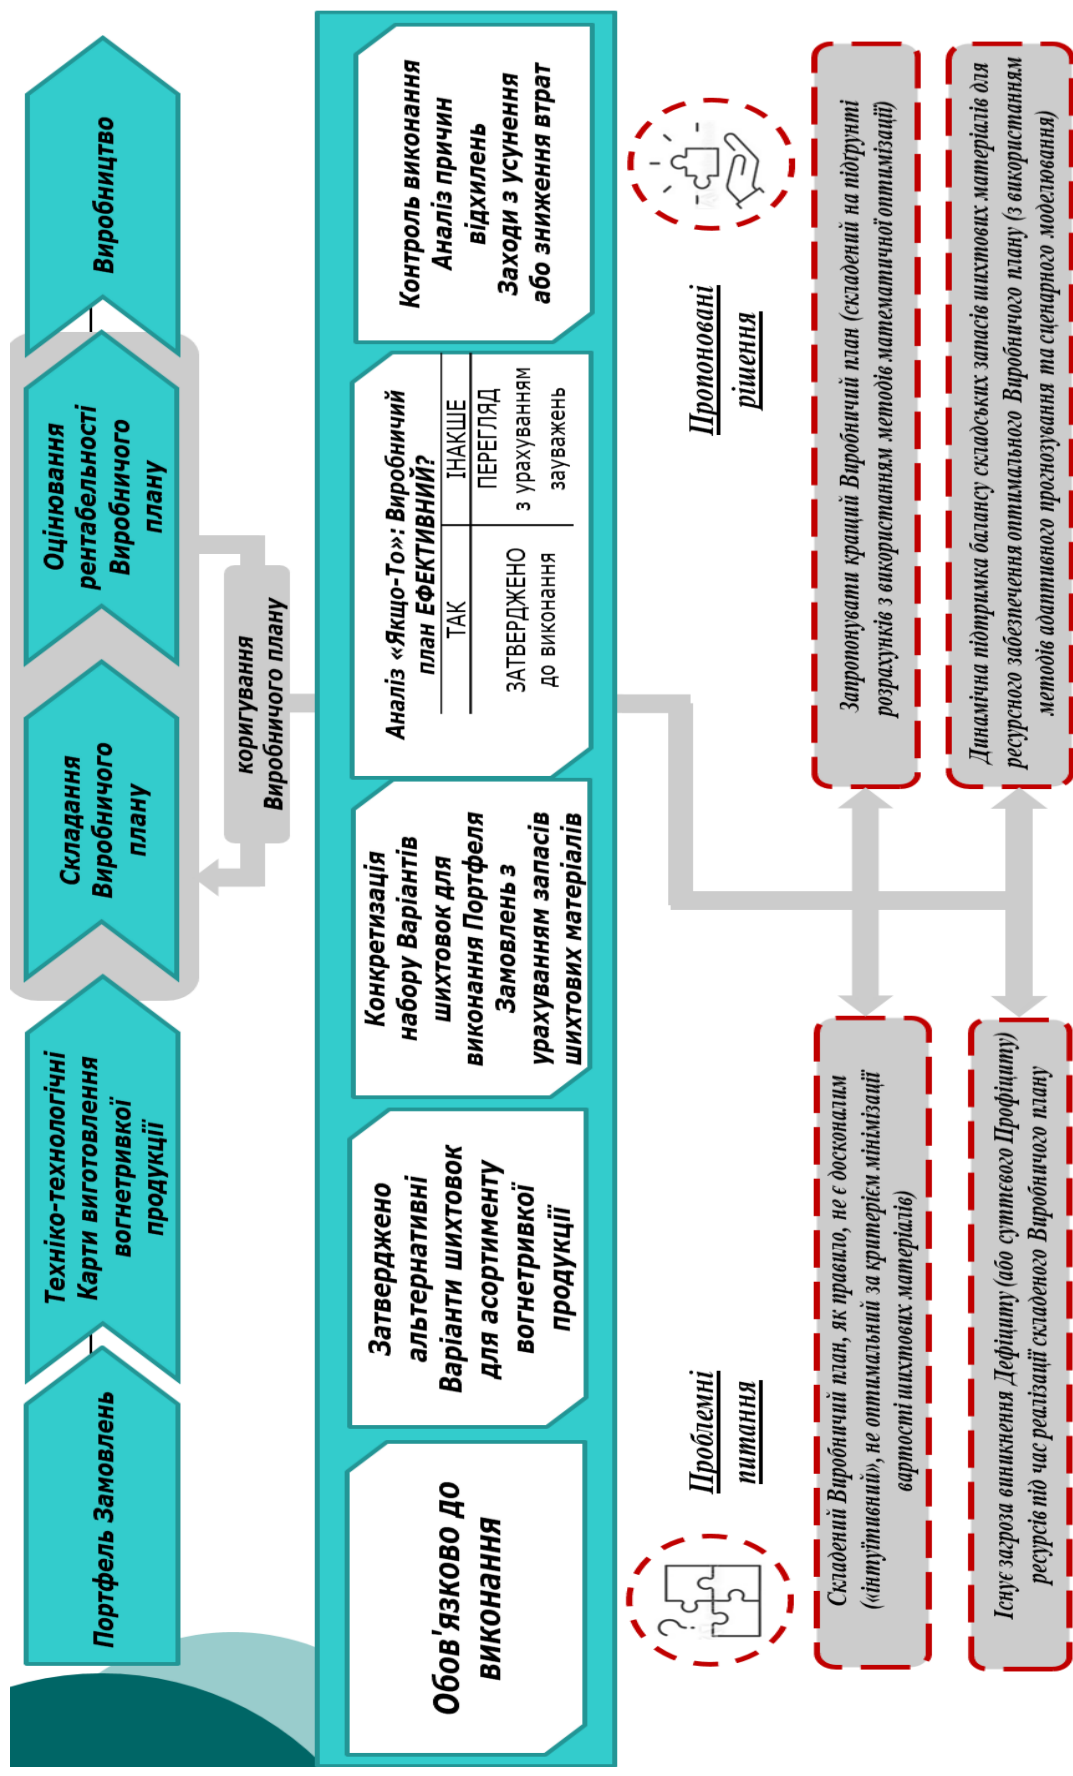 Портфель Замовлень
Техніко-технологічні
Карти виготовлення
вогнетривкої
продукції
Складання
Виробничого
плану
Оцінювання
рентабельності
Виробничого
плану
Виробництво
коригування
Виробничого плану
Обов'язково до
виконання
Затверджено
альтернативні
Варіанти шихтовок
для асортименту
вогнетривкої
продукції
Конкретизація
набору Варіантів
шихтовок для
виконання Портфеля
Замовлень з
урахуванням запасів
шихтових матеріалів
Аналіз «Якщо-То»: Виробничий
план ЕФЕКТИВНИЙ?
ТАК
ІНАКШЕ
ЗАТВЕРДЖЕНО
до виконання
ПЕРЕГЛЯД
з урахуванням
зауважень
Контроль виконання
Аналіз причин
відхилень
Заходи з усунення
або зниження втрат
Проблемні
питання
Пропоновані
рішення
Складений Виробничий план, як правило, не є досконалим
(«інтуїтивний», не оптимальний за критерієм мінімізації
вартості шихтових матеріалів)
Запропонувати кращий Виробничий план (складений на підґрунті
розрахунків з використанням методів математичної оптимізації)
Існує загроза виникнення Дефіциту (або суттєвого Профіциту)
ресурсів під час реалізації складеного Виробничого плану
Динамічна підтримка балансу складських запасів шихтових матеріалів для
ресурсного забезпечення оптимального Виробничого плану (з використанням
методів адаптивного прогнозування та сценарного моделювання)